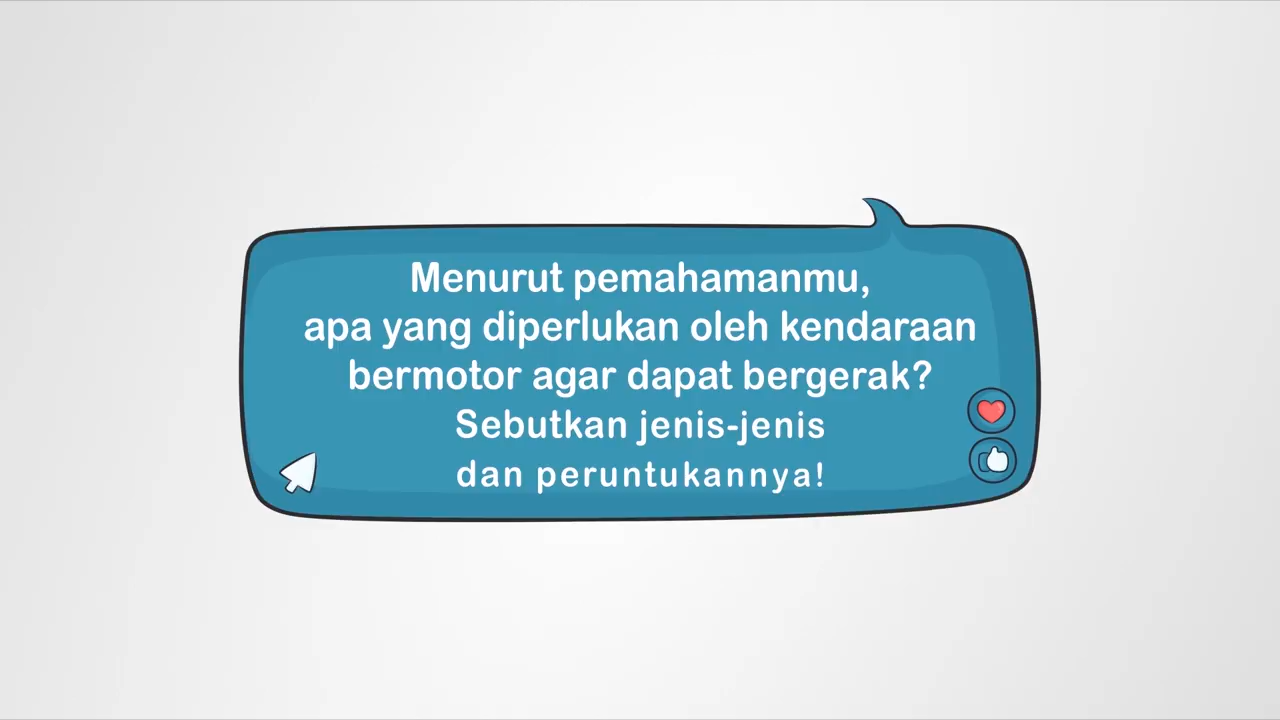 Menurut pemahamanmu,
apa yang diperlukan oleh kendaraan
bermotor agar dapat bergerak?
Sebutkan jenis-jenis
dan peruntukannya!